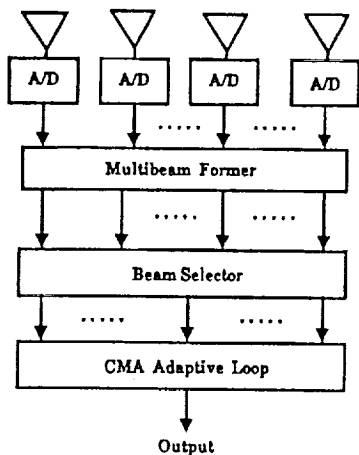 A/D A/D A/D A/D
Multibeam Former
Beam Selector
CMA Adaptive Loop
Output